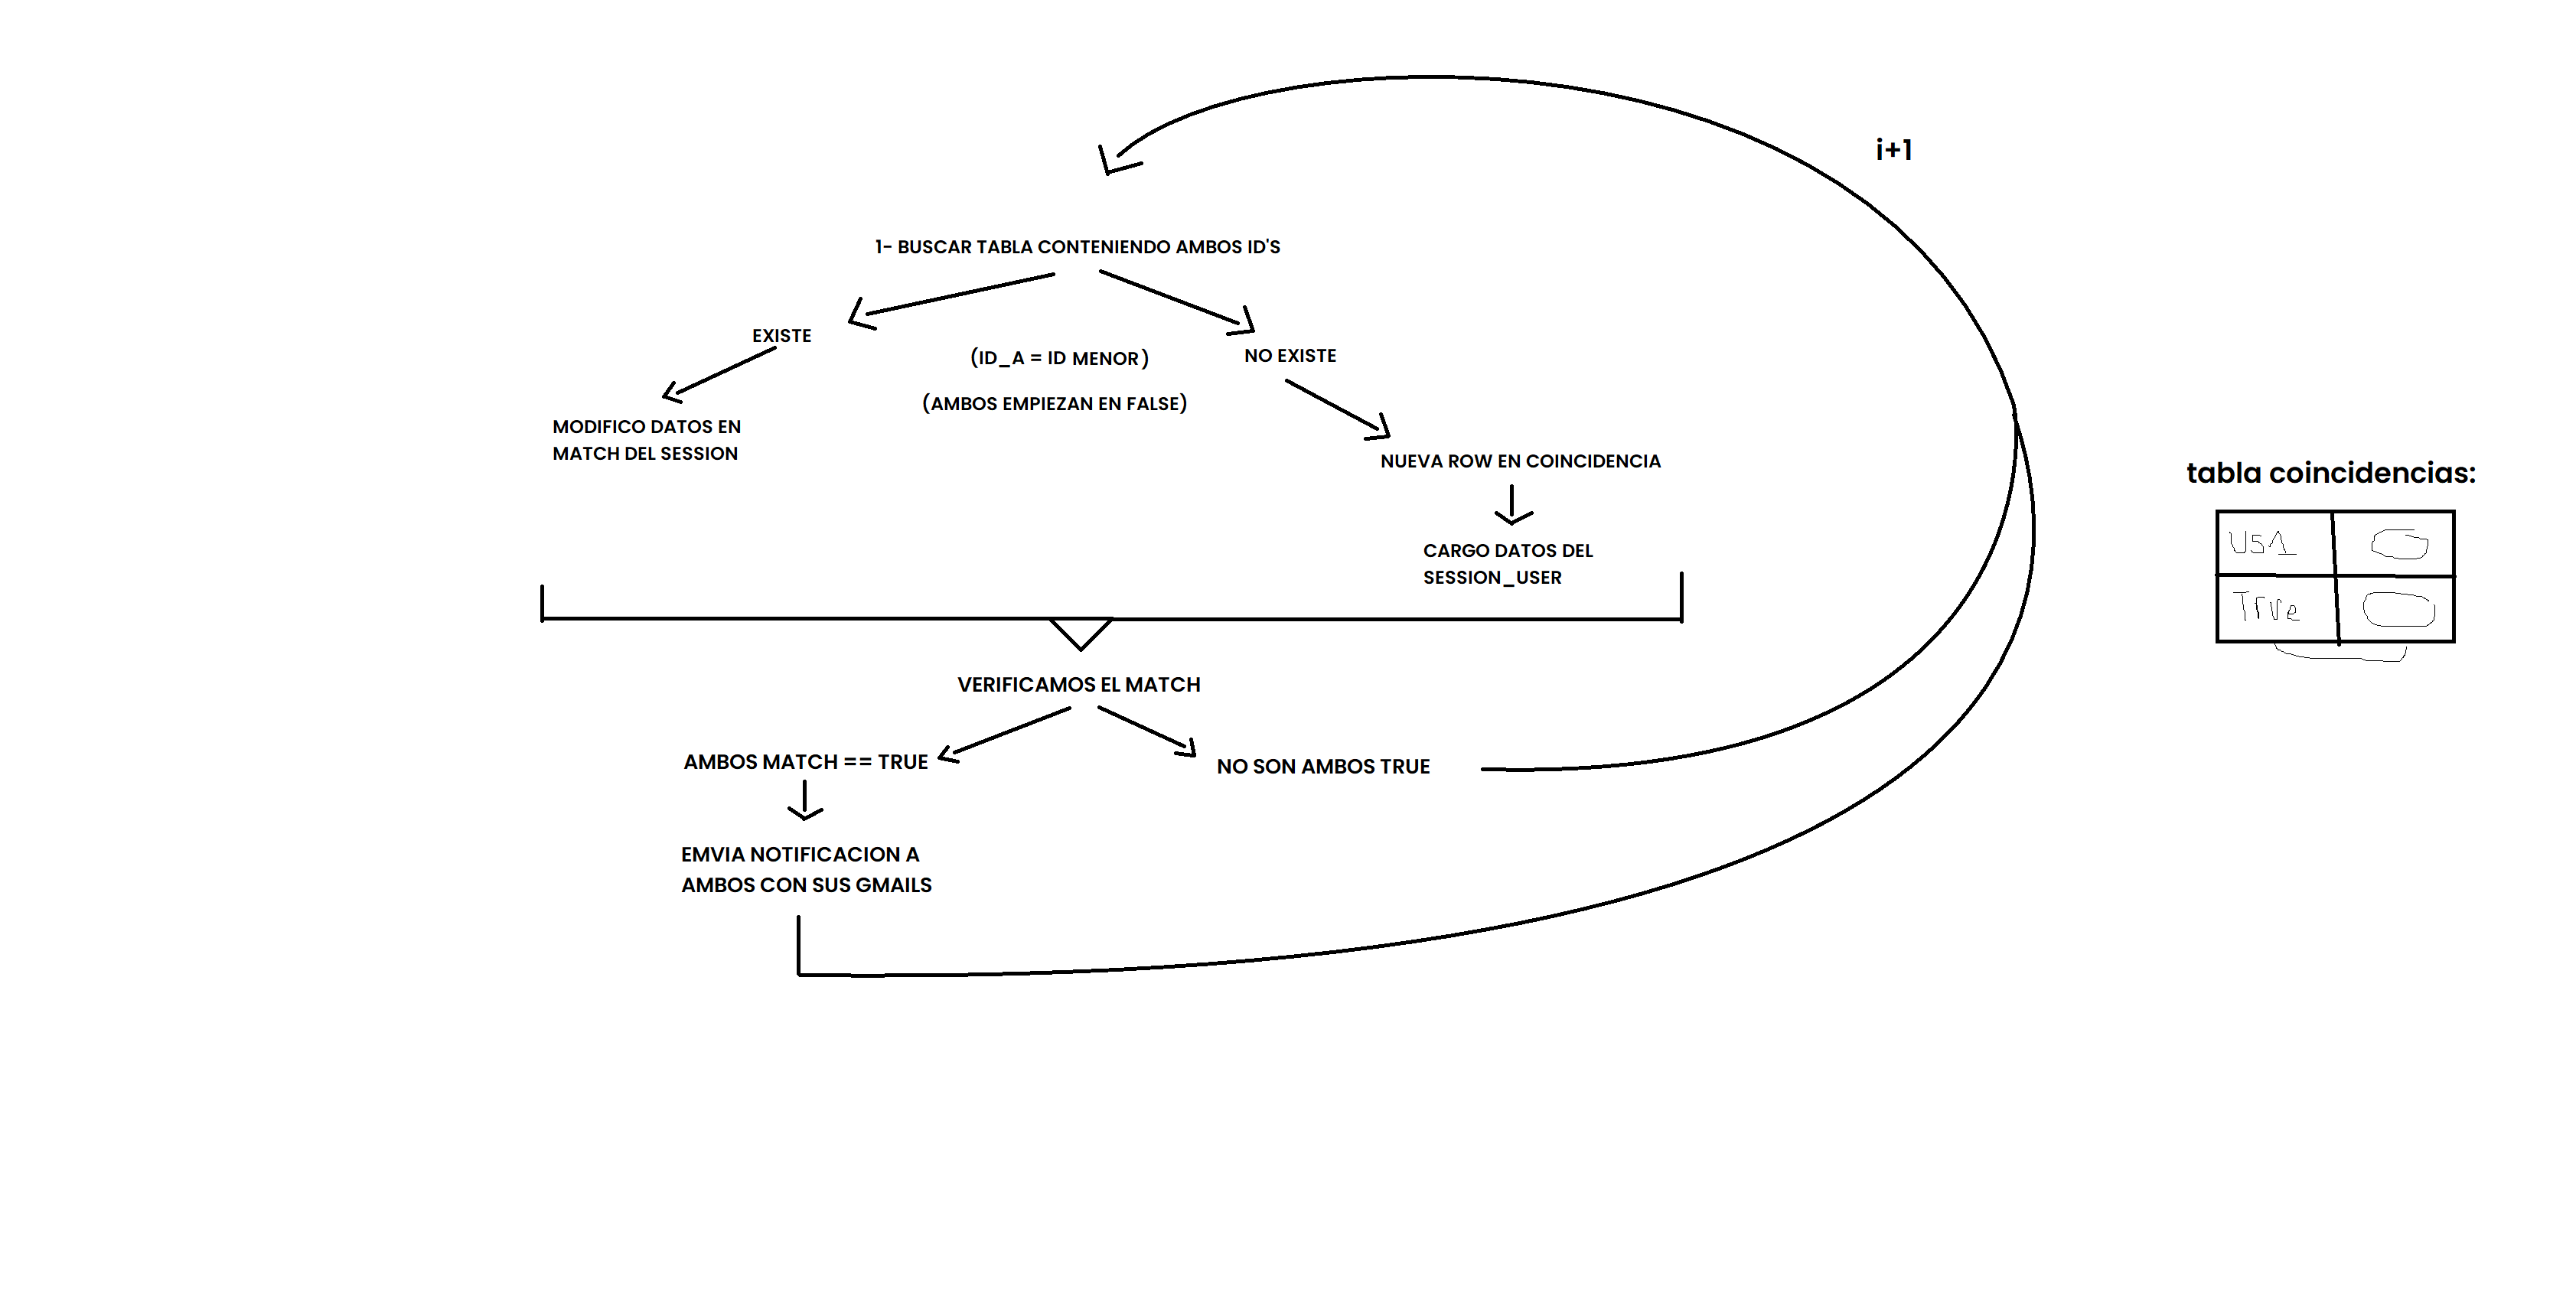 i+1
1- BUSCAR TABLA CONTENIENDO AMBOS ID'S
EXISTE
(ID_A = ID MENOR)
NO EXISTE
(AMBOS EMPIEZAN EN FALSE)
MODIFICO DATOS EN
MATCH DEL SESSION
NUEVA ROW EN COINCIDENCIA
CARGO DATOS DEL
SESSION_USER
VERIFICAMOS EL MATCH
AMBOS MATCH == TRUE
NO SON AMBOS TRUE
EMVIA NOTIFICACION A
AMBOS CON SUS GMAILS
tabla coincidencias:
US1
True